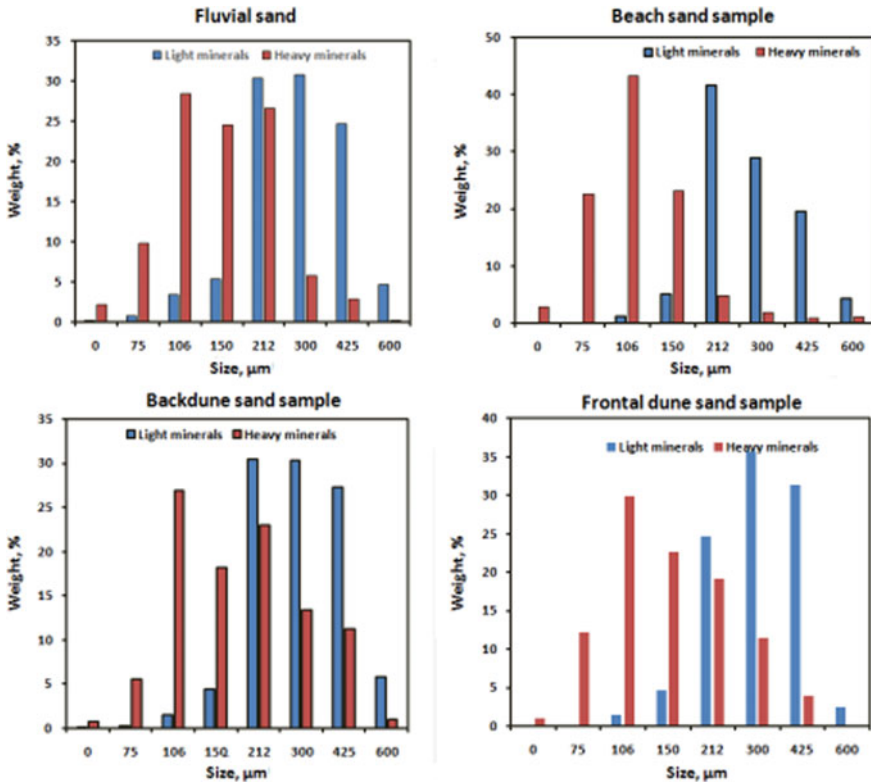 Fluvial sand
35
Light minerals Heavy minerals
30
25
20
15
10
5
0
Weight, %
0 75 106 150 212 300 425 600
Size, µm
Beach sand sample
50
Light minerals Heavy minerals
40
30
20
10
0
Weight, %
0 75 106 150 212 300 425 600
Size, µm
Backdune sand sample
35
Light minerals Heavy minerals
30
25
20
15
10
5
0
Weight, %
0 75 106 150 212 300 425 600
Size, µm
Frontal dune sand sample
40
Light minerals Heavy minerals
35
30
25
20
15
10
5
0
Weight, %
0 75 106 150 212 300 425 600
Size, µm